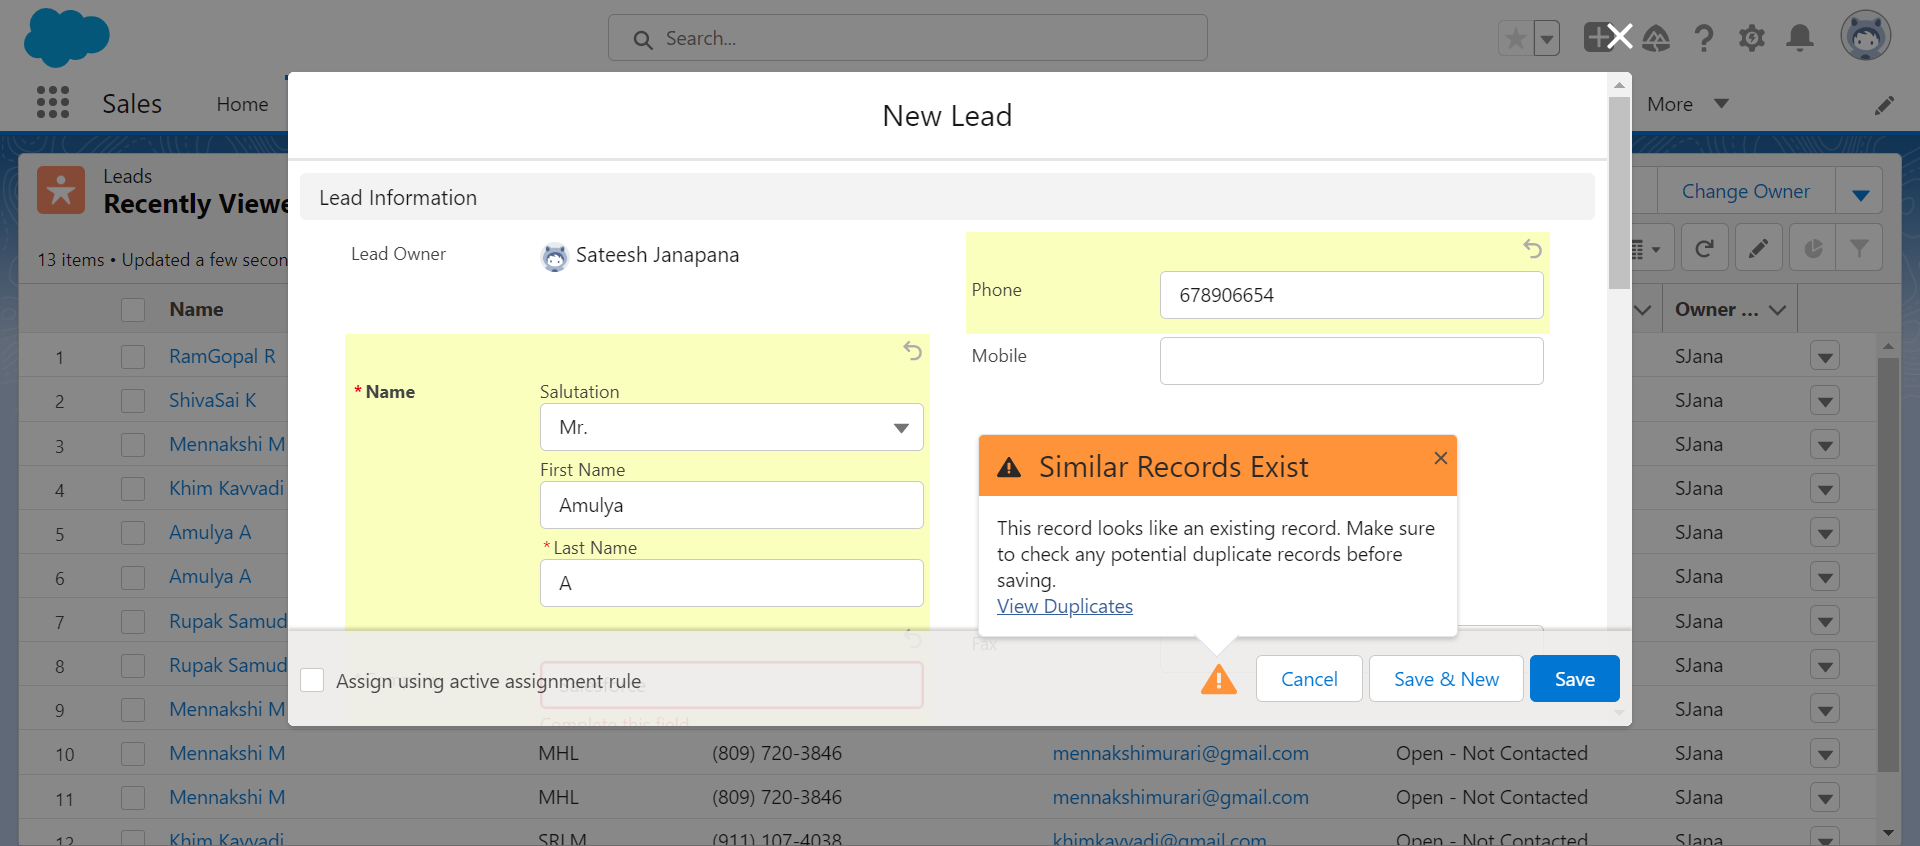 Search...
Sales
Home
More
New Lead
Leads
Recently Viewe
Change Owner
13 items • Updated a few secon
Lead Information
Lead Owner
Sateesh Janapana
Phone
678906654
Mobile
* Name
Salutation
Mr.
First Name
Amulya
* Last Name
A
Similar Records Exist
This record looks like an existing record. Make sure
to check any potential duplicate records before
saving.
View Duplicates
Fax
Assign using active assignment rule
Complete this field
Cancel
Save & New
Save
Name
Owner ...
1 RamGopal R SJana
2 ShivaSai K SJana
3 Mennakshi M SJana
4 Khim Kavvadi SJana
5 Amulya A SJana
6 Amulya A SJana
7 Rupak Samud SJana
8 Rupak Samud SJana
9 Mennakshi M SJana
10 Mennakshi M MHL (809) 720-3846 mennakshimurari@gmail.com Open - Not Contacted SJana
11 Mennakshi M MHL (809) 720-3846 mennakshimurari@gmail.com Open - Not Contacted SJana
12 Khim Kavvadi SRLM (911) 107-4038 khimkavvadi@gmail.com Open - Not Contacted SJana